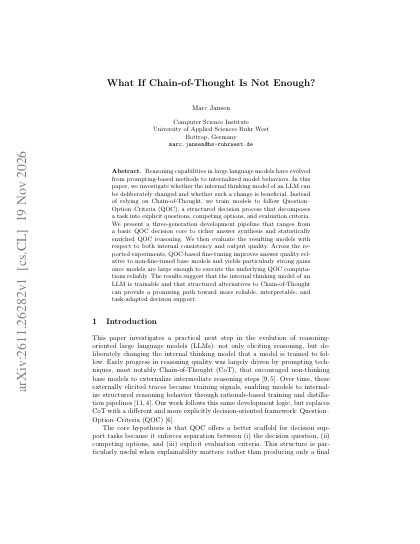 What If Chain-of-Thought Is Not Enough?
Marc Jansen
Computer Science Institute
University of Applied Sciences Ruhr West
Bottrop, Germany
marc.jansen@hs-ruhrwest.de
Abstract. Reasoning capabilities in large language models have evolved
from prompting-based methods to internalized model behaviors. In this
paper, we investigate whether the internal thinking model of an LLM can
be deliberately changed and whether such a change is beneficial. Instead
of relying on Chain-of-Thought, we train models to follow Question–
Option–Criteria (QOC), a structured decision process that decomposes
a task into explicit questions, competing options, and evaluation criteria.
We present a three-generation development pipeline that ranges from
a basic QOC decision core to richer answer synthesis and statistically
enriched QOC reasoning. We then evaluate the resulting models with
respect to both internal consistency and output quality. Across the re-
ported experiments, QOC-based fine-tuning improves answer quality rel-
ative to non-fine-tuned base models and yields particularly strong gains
once models are large enough to execute the underlying QOC computa-
tions reliably. The results suggest that the internal thinking model of an
LLM is trainable and that structured alternatives to Chain-of-Thought
can provide a promising path toward more reliable, interpretable, and
task-adapted decision support.
1 Introduction
This paper investigates a practical next step in the evolution of reasoning-
oriented large language models (LLMs): not only eliciting reasoning, but de-
liberately changing the internal thinking model that a model is trained to fol-
low. Early progress in reasoning quality was largely driven by prompting tech-
niques, most notably Chain-of-Thought (CoT), that encouraged non-thinking
base models to externalize intermediate reasoning steps [9,5]. Over time, these
externally elicited traces became training signals, enabling models to internal-
ize structured reasoning behavior through rationale-based training and distilla-
tion pipelines [11,4]. Our work follows this same development logic, but replaces
CoT with a different and more explicitly decision-oriented framework: Question–
Option–Criteria (QOC) [6].
The core hypothesis is that QOC offers a better scaffold for decision sup-
port tasks because it enforces separation between (i) the decision question, (ii)
competing options, and (iii) explicit evaluation criteria. This structure is par-
ticularly useful when explainability matters: rather than producing only a final
arXiv:2611.26282v1 [cs.CL] 19 Nov 2026